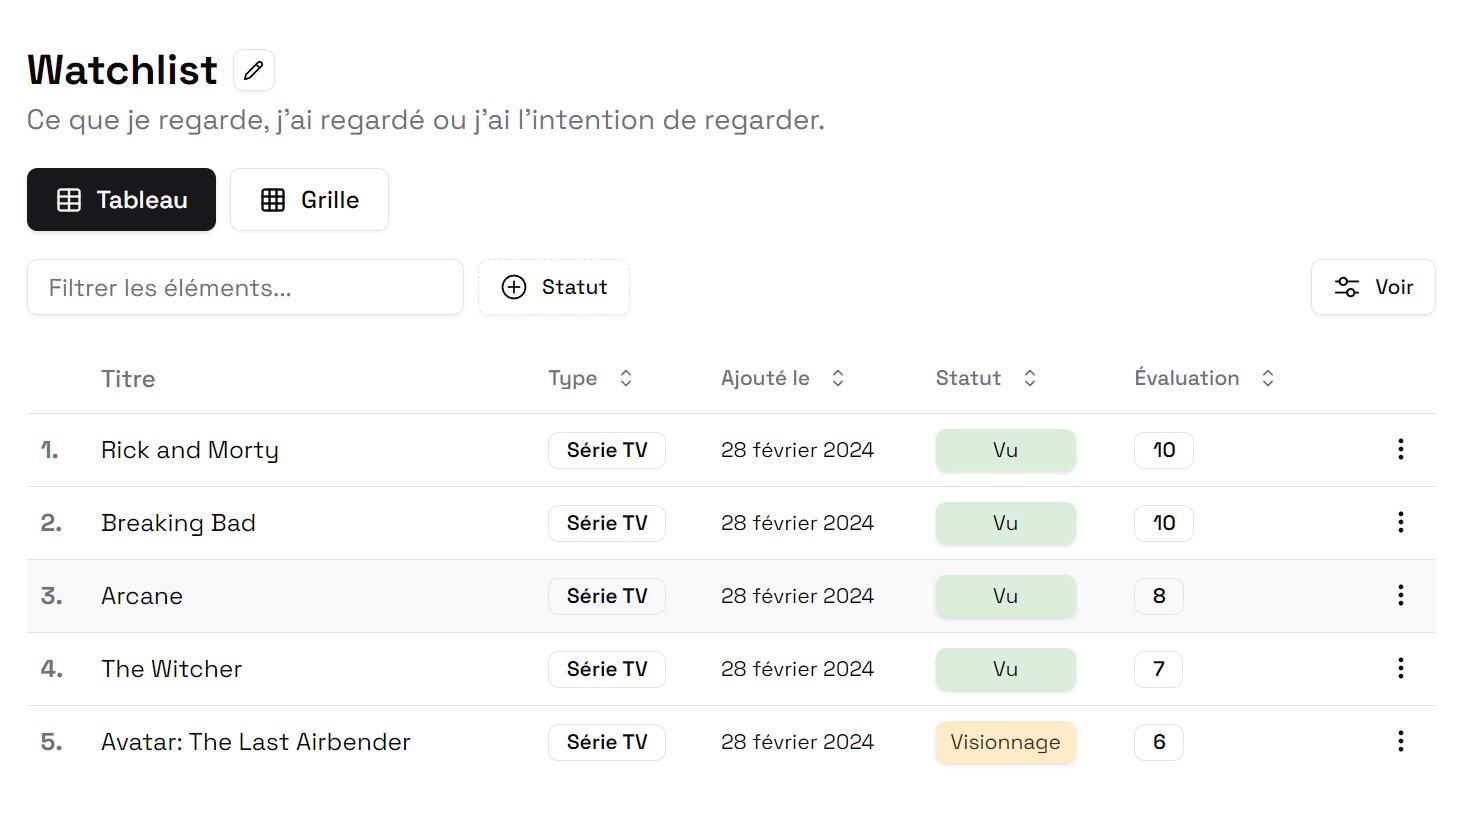 Watchlist
Ce que je regarde, j'ai regardé ou j'ai l'intention de regarder.
Tableau Grille
Filtrer les éléments... Statut Voir
Titre Type Ajouté le Statut Évaluation
1. Rick and Morty Série TV 28 février 2024 Vu 10
2. Breaking Bad Série TV 28 février 2024 Vu 10
3. Arcane Série TV 28 février 2024 Vu 8
4. The Witcher Série TV 28 février 2024 Vu 7
5. Avatar: The Last Airbender Série TV 28 février 2024 Visionnage 6